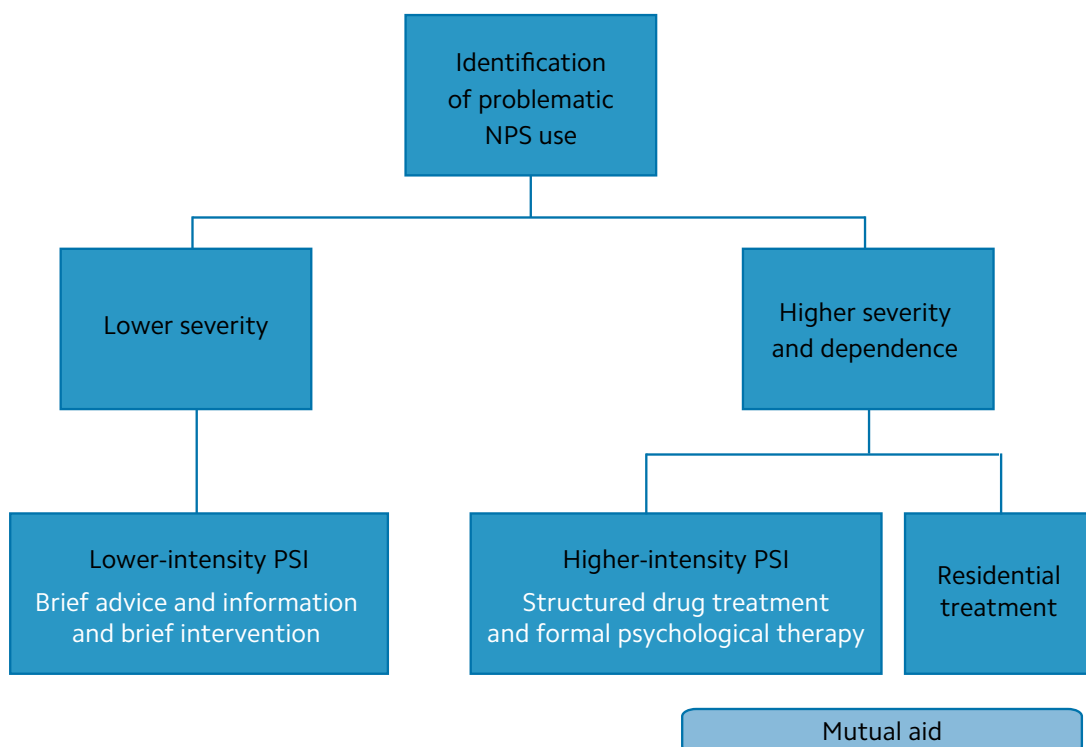 Identification
of problematic
NPS use
Lower severity
Higher severity
and dependence
Lower-intensity PSI
Brief advice and information
and brief intervention
Higher-intensity PSI
Structured drug treatment
and formal psychological therapy
Residential
treatment
Mutual aid